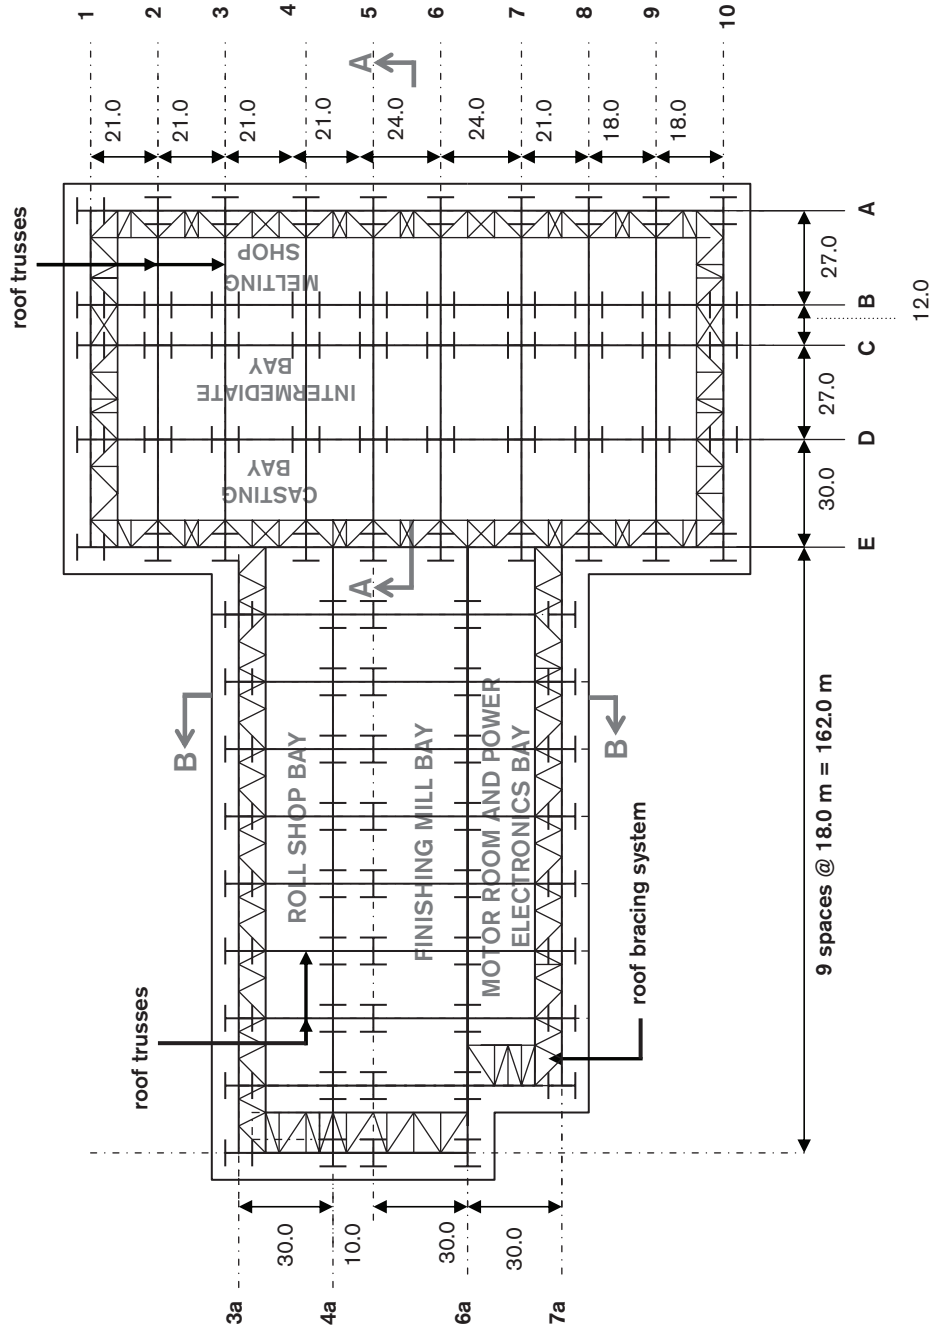 1
2
3
4
5
6
7
8
9
10
21.0
21.0
21.0
21.0
24.0
24.0
21.0
18.0
18.0
A
A
roof trusses
MELTING
SHOP
INTERMEDIATE
BAY
CASTING
BAY
A
B
C
D
E
27.0
12.0
27.0
30.0
B
B
ROLL SHOP BAY
FINISHING MILL BAY
MOTOR ROOM AND POWER
ELECTRONICS BAY
roof trusses
roof bracing system
9 spaces @ 18.0 m = 162.0 m
30.0
10.0
30.0
30.0
3a
4a
6a
7a